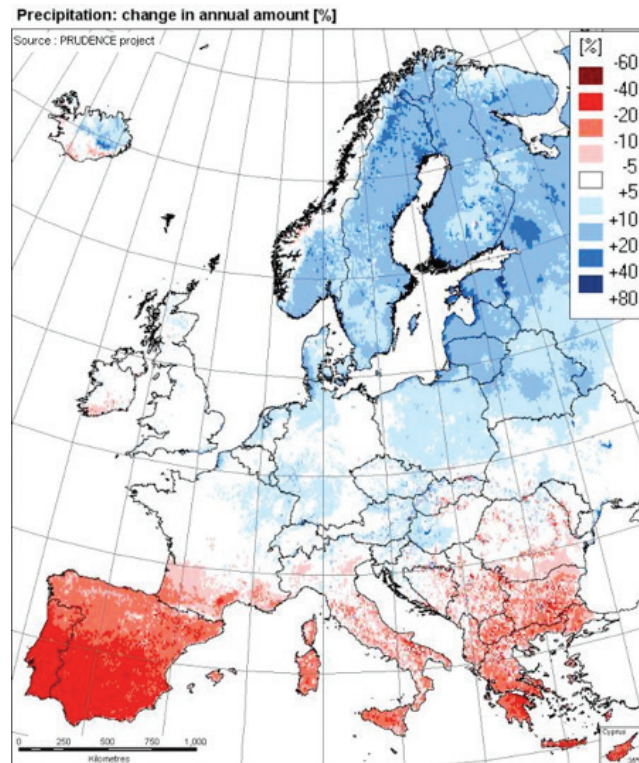 Precipitation: change in annual amount [%]
Source : PRUDENCE project
[%]
-60
-40
-20
-10
-5
+5
+10
+20
+40
+80
0 250 500 750 1,000
Kilometres
Cyprus